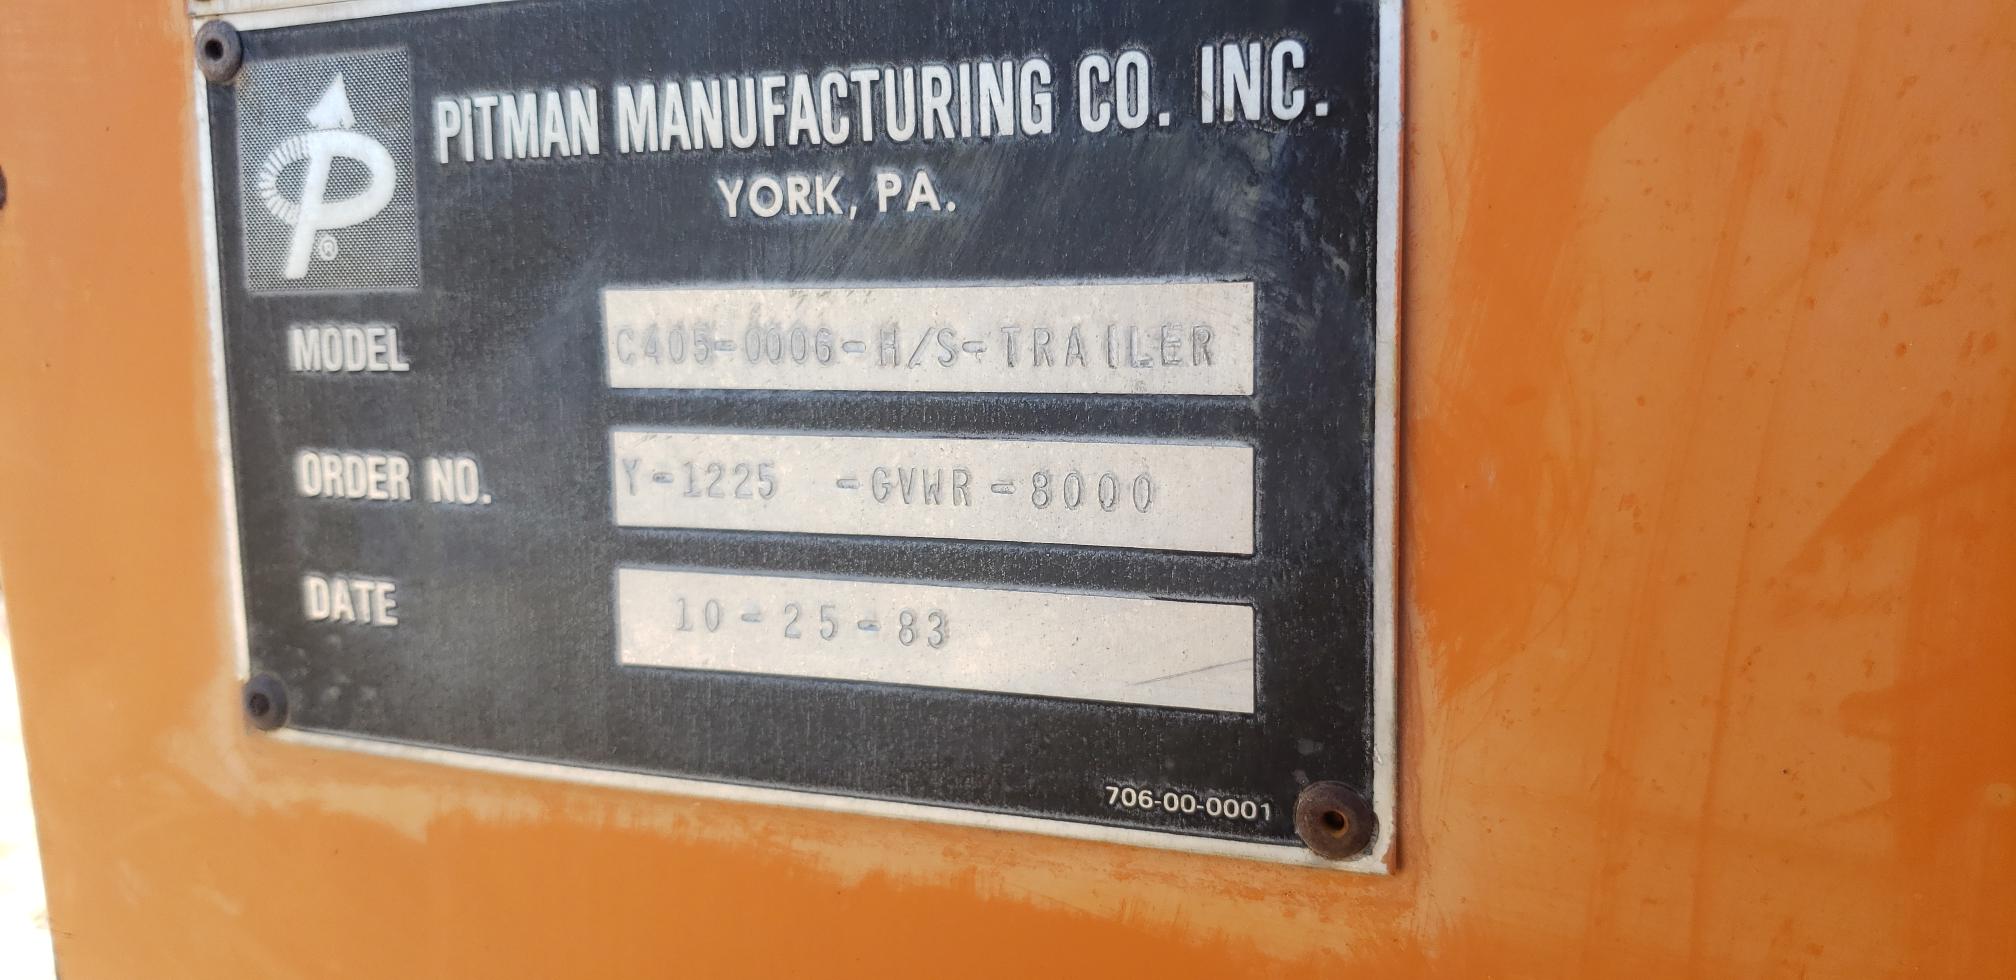 PITMAN MANUFACTURING CO. INC.
YORK, PA.
P
®
MODEL C405-0006-H/S-TRAILER
ORDER NO. Y-1225 -GVWR-8000
DATE 10-25-83
706-00-0001